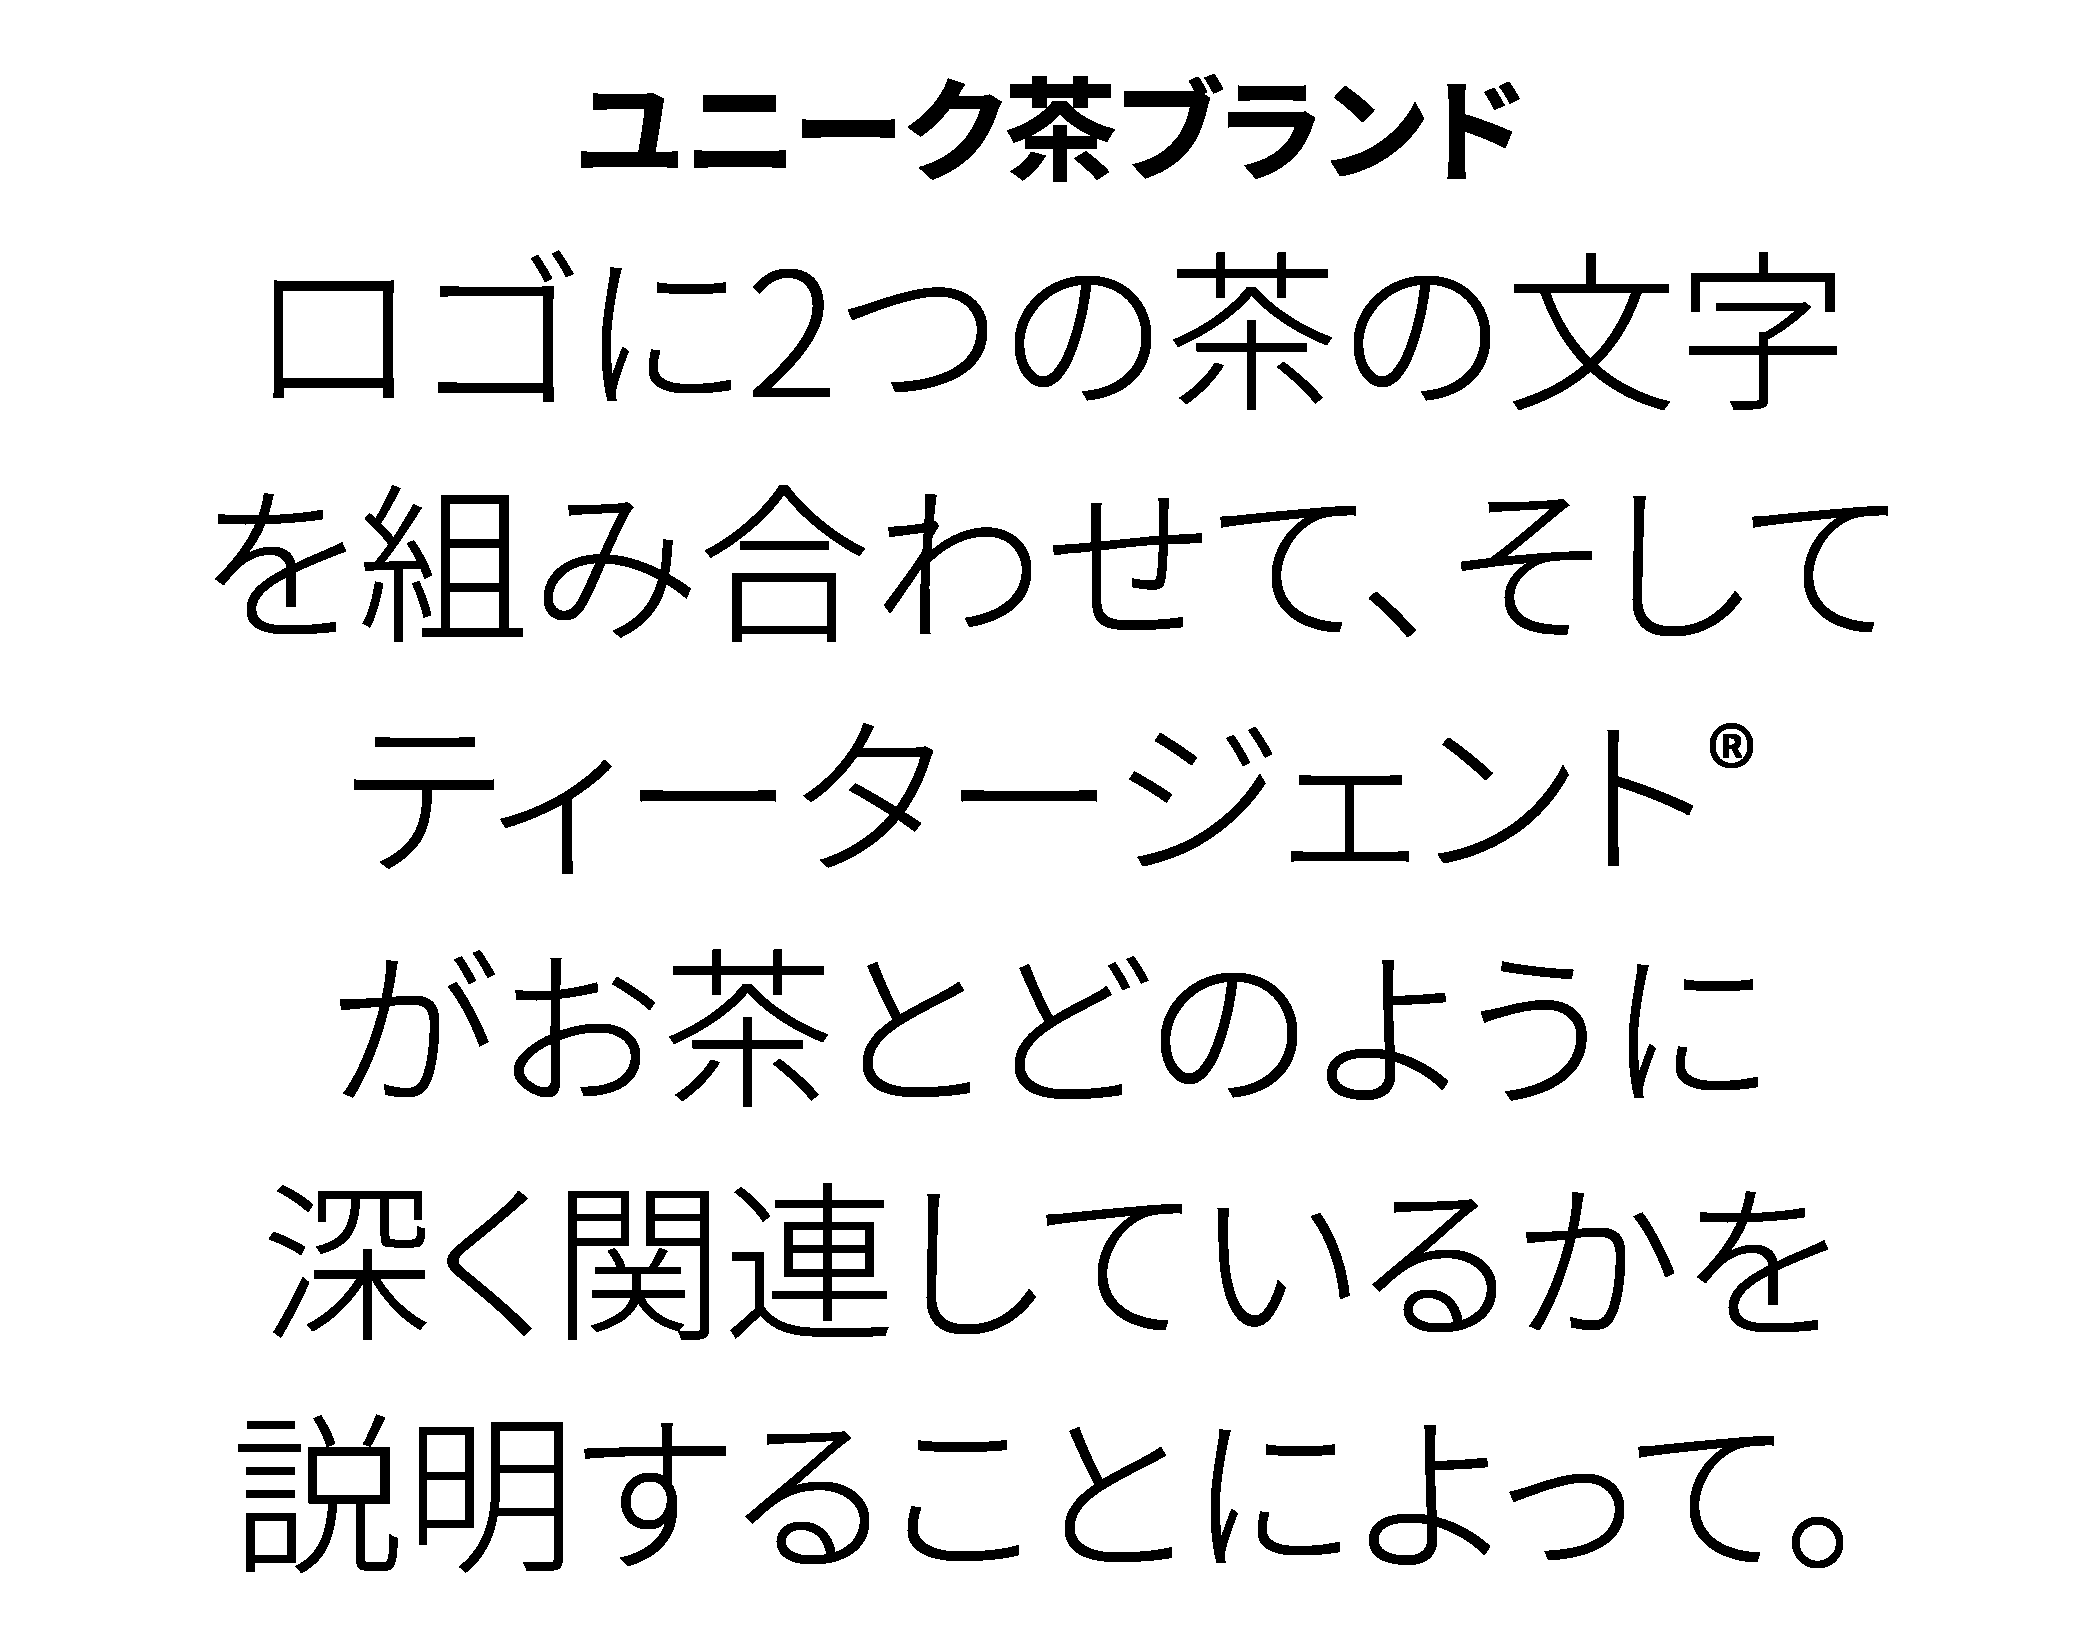 ユニーク茶ブランド
ロゴに2つの茶の文字
を組み合わせて、そして
ティータージェント®
がお茶とどのように
深く関連しているかを
説明することによって。